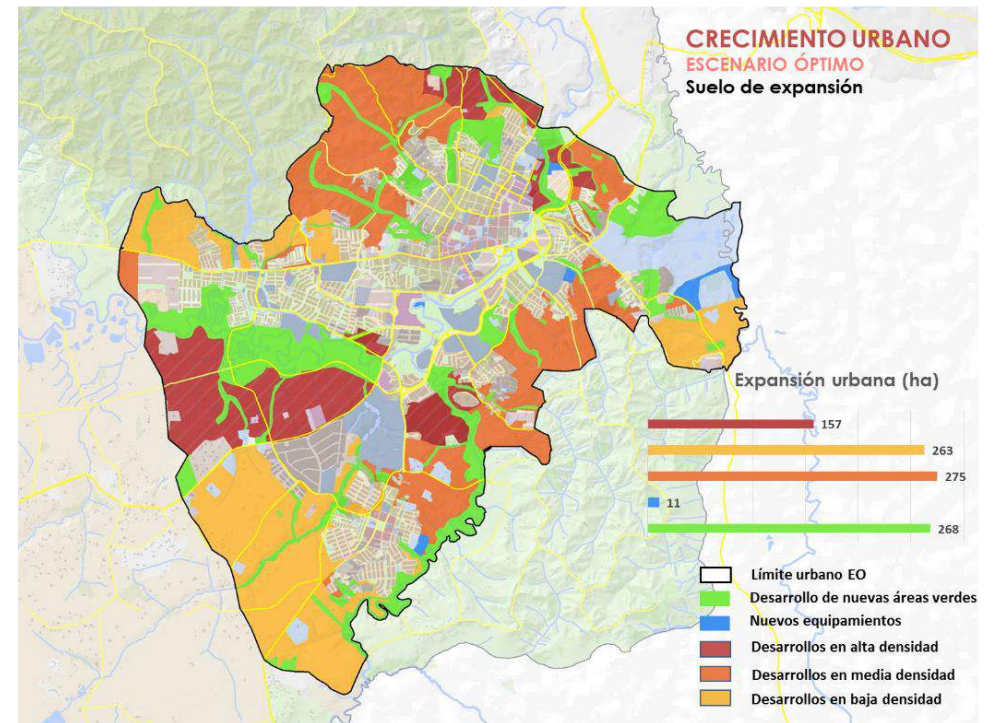 CRECIMIENTO URBANO
ESCENARIO ÓPTIMO
Suelo de expansión
Expansión urbana (ha)
157
263
275
11
268
Límite urbano EO
Desarrollo de nuevas áreas verdes
Nuevos equipamientos
Desarrollos en alta densidad
Desarrollos en media densidad
Desarrollos en baja densidad